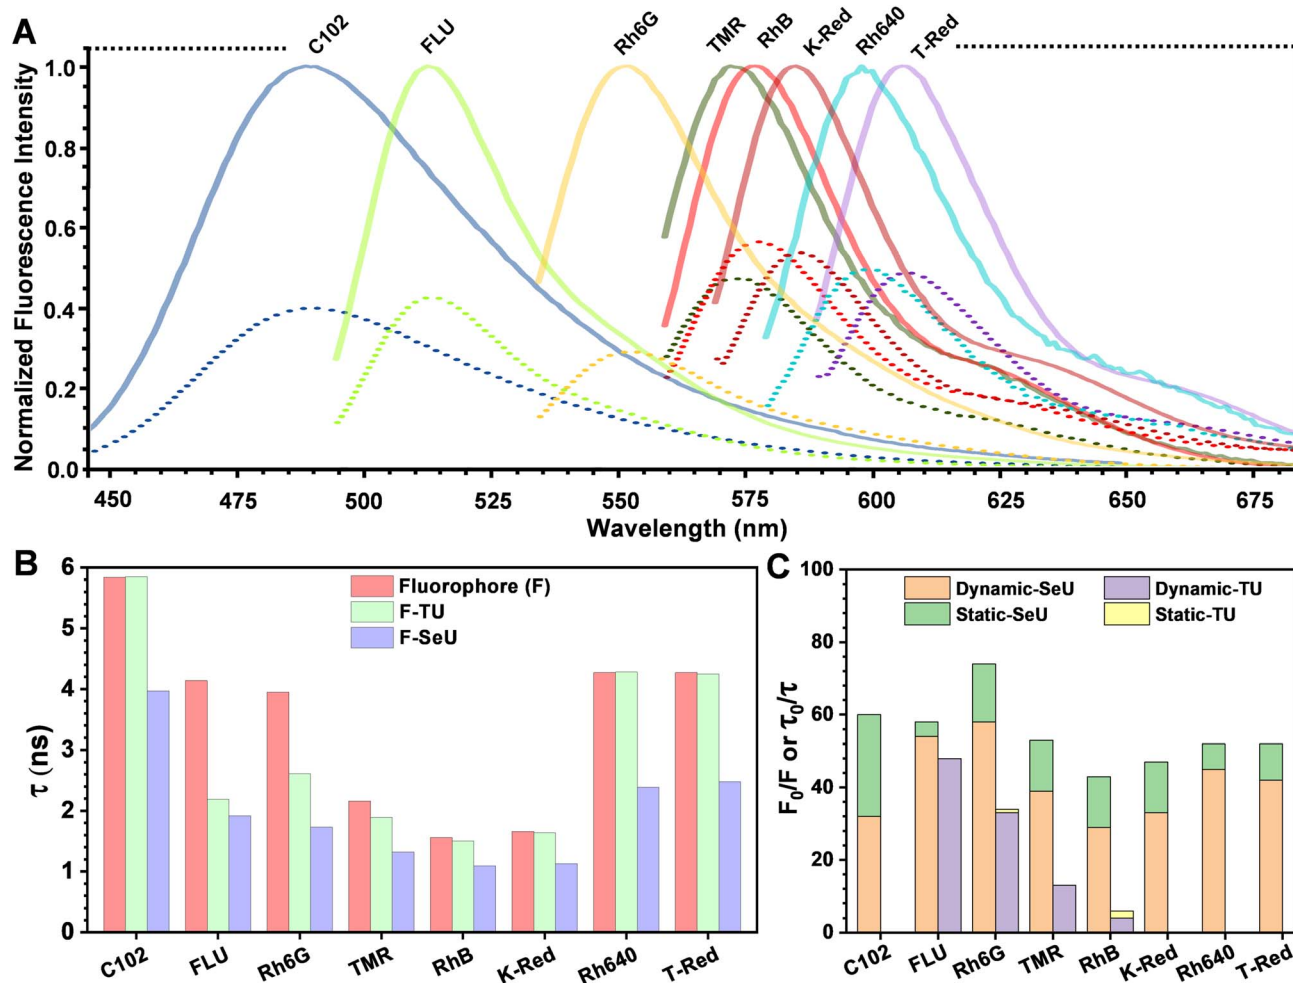 A
C102 FLU Rh6G TMR RhB K-Red Rh640 T-Red
Normalized Fluorescence Intensity
1.0
0.8
0.6
0.4
0.2
0.0
450 475 500 525 550 575 600 625 650 675
Wavelength (nm)
B
Fluorophore (F)
F-TU
F-SeU
τ (ns)
6
5
4
3
2
1
0
C102 FLU Rh6G TMR RhB K-Red Rh640 T-Red
C
Dynamic-SeU Dynamic-TU
Static-SeU Static-TU
F0/F or τ0/τ
100
80
60
40
20
0
C102 FLU Rh6G TMR RhB K-Red Rh640 T-Red